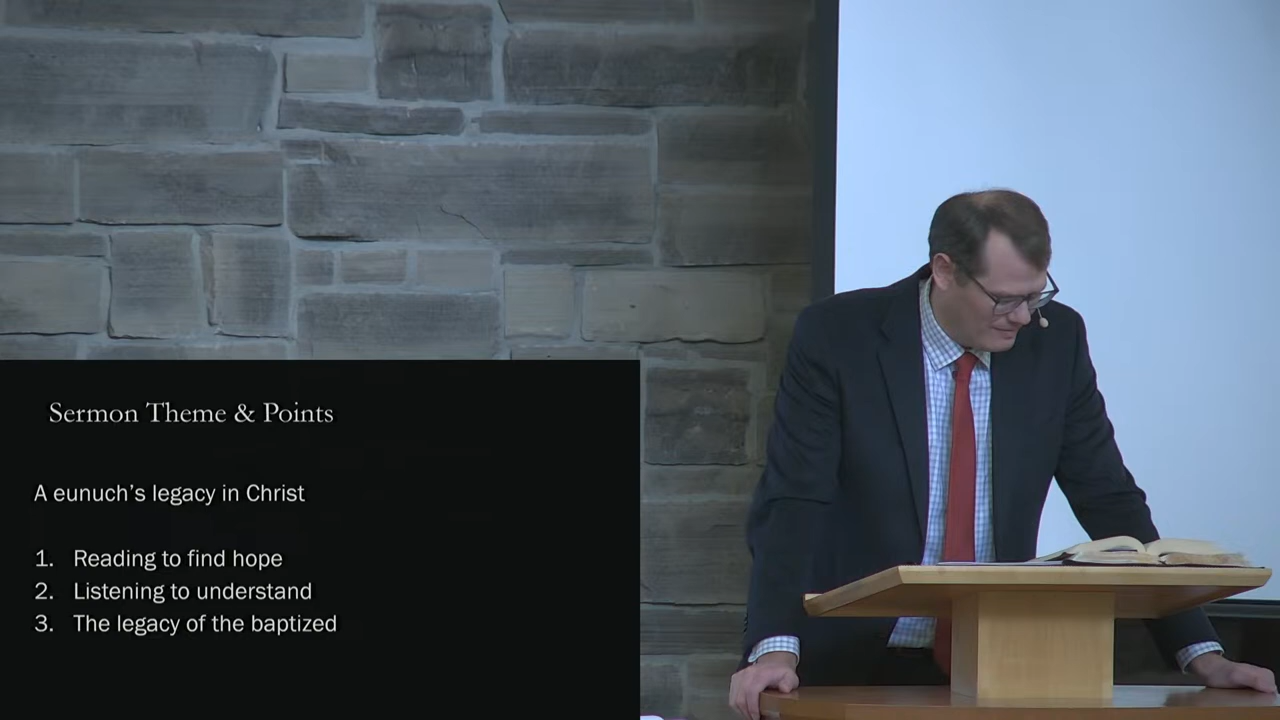 Sermon Theme & Points
A eunuch's legacy in Christ
1. Reading to find hope
2. Listening to understand
3. The legacy of the baptized